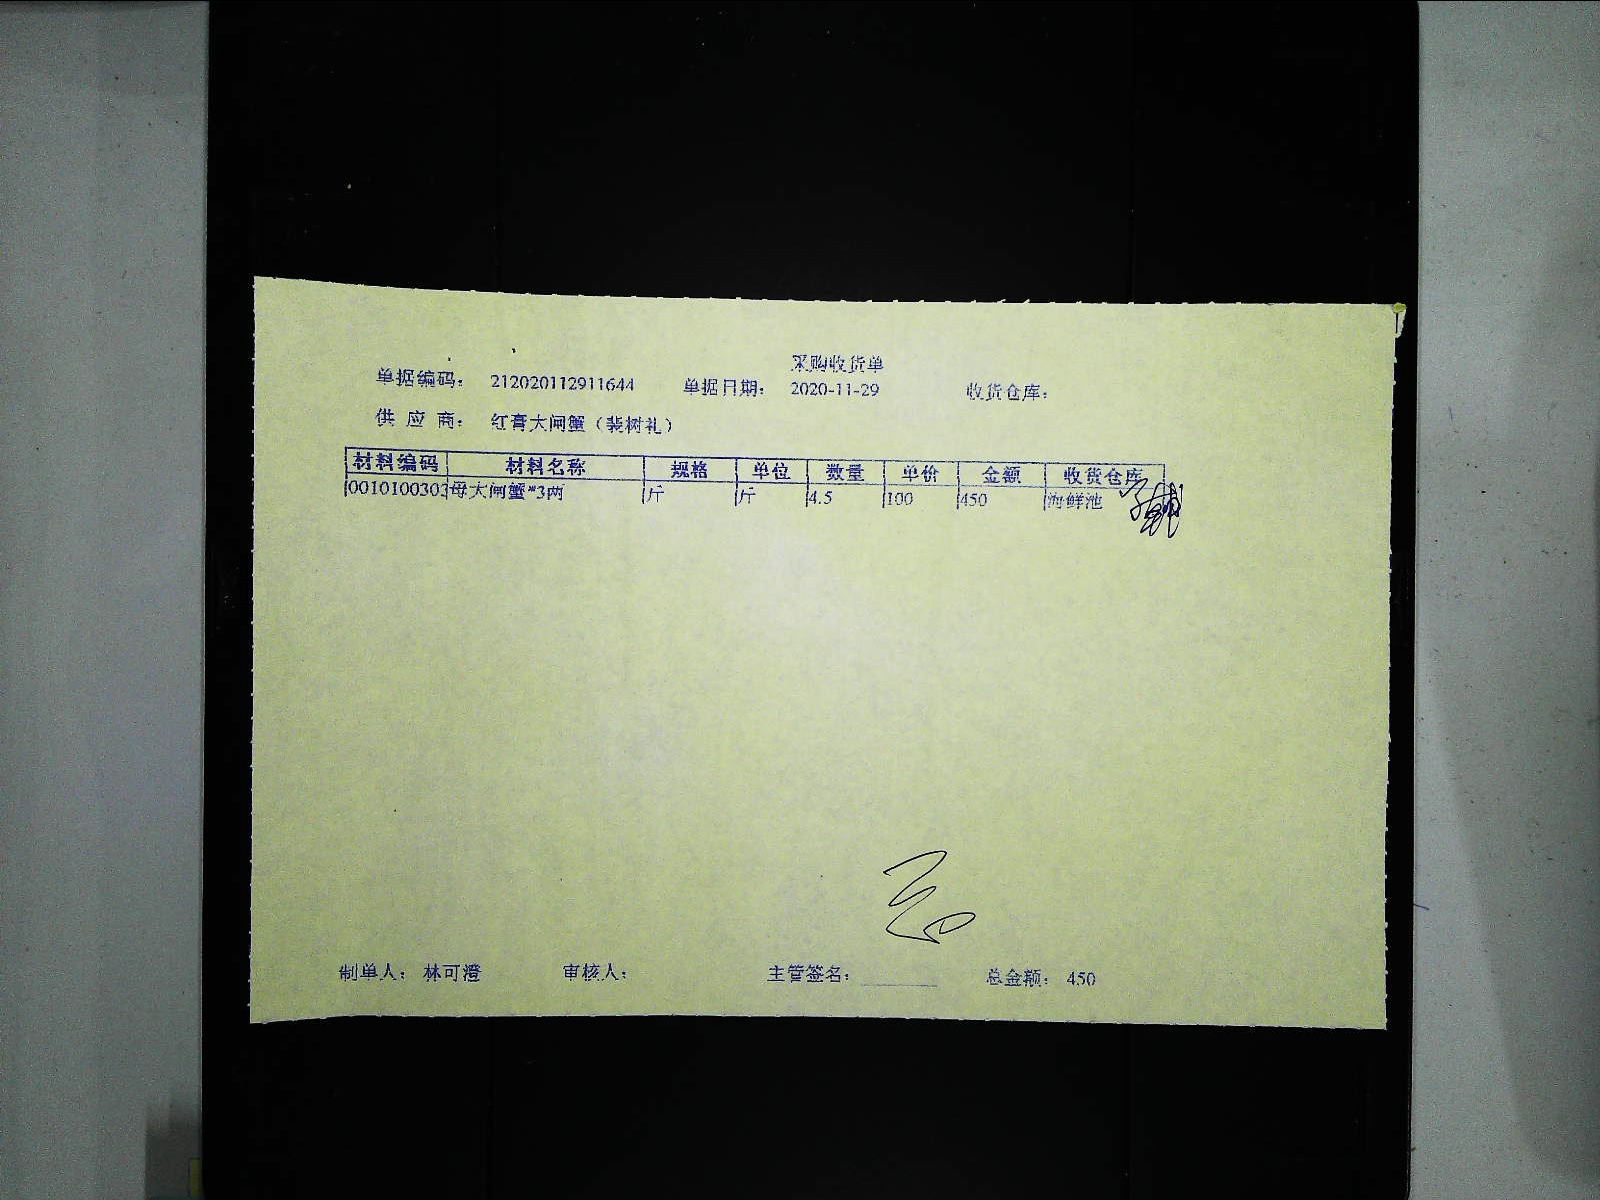 采购收货单
单据编码： 212020112911644 单据日期： 2020-11-29 收货仓库：
供 应 商： 红膏大闸蟹（裴树礼）
材料编码 材料名称 规格 单位 数量 单价 金额 收货仓库
0010100303 母大闸蟹*3两 斤 斤 4.5 100 450 海鲜池
制单人： 林可澄 审核人： 主管签名： 总金额： 450